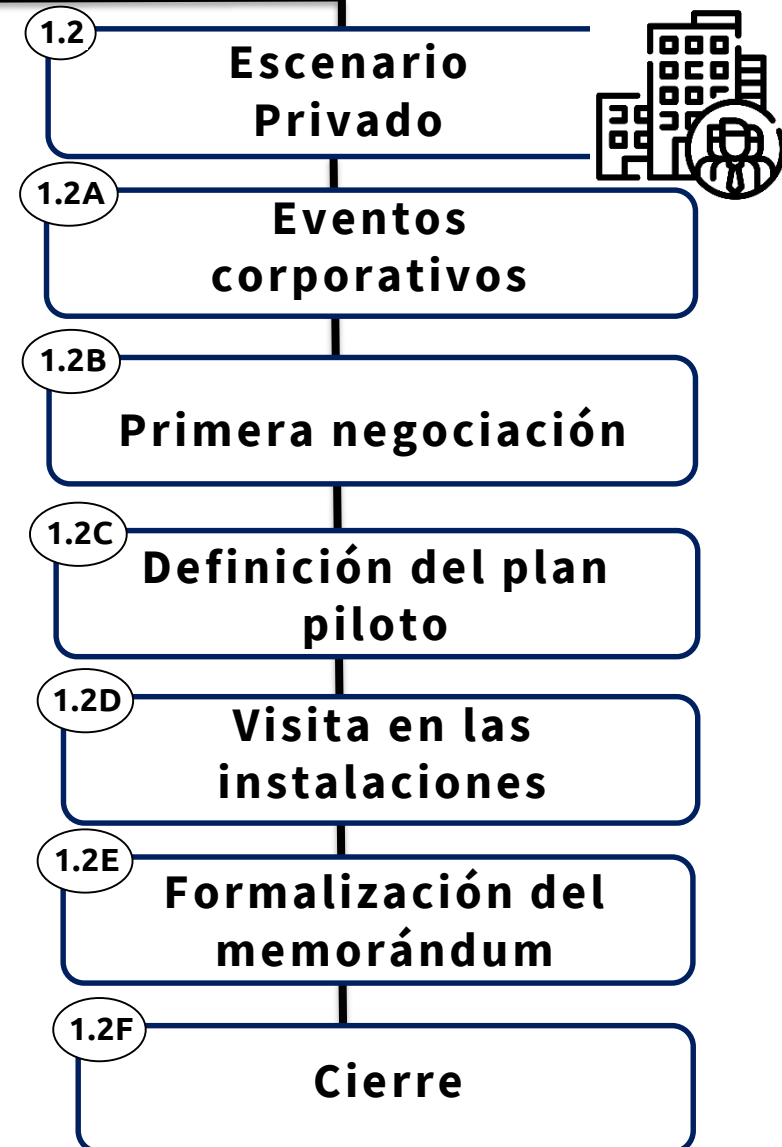 1.2
Escenario
Privado
1.2A
Eventos
corporativos
1.2B
Primera negociación
1.2C
Definición del plan
piloto
1.2D
Visita en las
instalaciones
1.2E
Formalización del
memorándum
1.2F
Cierre